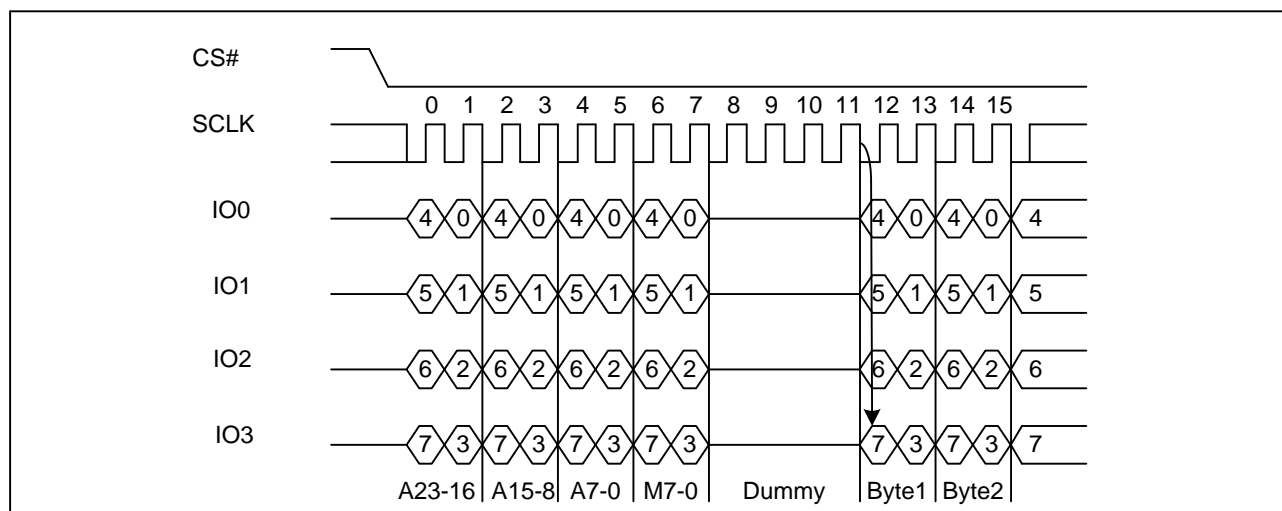 CS#
0 1 2 3 4 5 6 7 8 9 10 11 12 13 14 15
SCLK
IO0 4 0 4 0 4 0 4 0 4 0 4 0 4
IO1 5 1 5 1 5 1 5 1 5 1 5 1 5
IO2 6 2 6 2 6 2 6 2 6 2 6 2 6
IO3 7 3 7 3 7 3 7 3 7 3 7 3 7
A23-16 A15-8 A7-0 M7-0 Dummy Byte1 Byte2